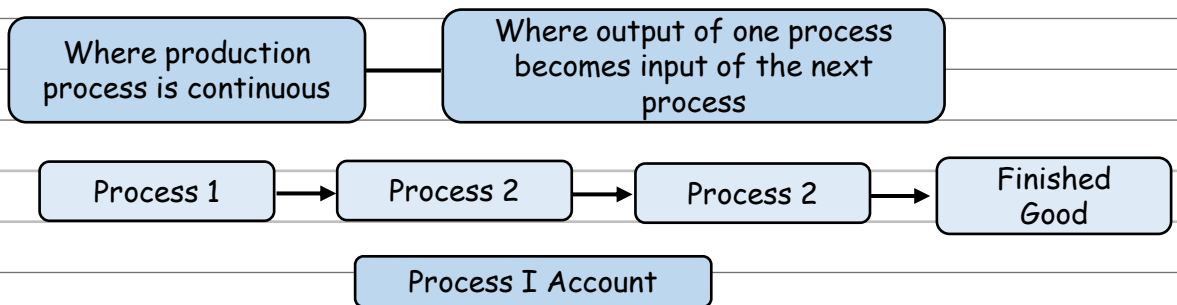 Where production
process is continuous
Where output of one process
becomes input of the next
process
Process 1
Process 2
Process 2
Finished
Good
Process I Account